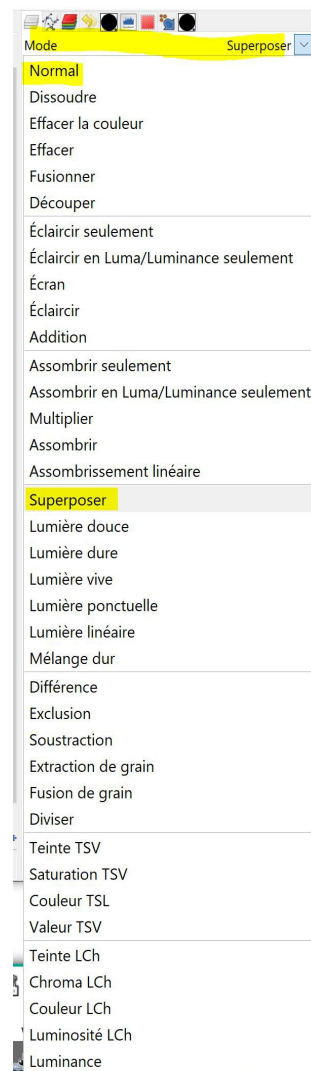 Mode Superposer
Normal
Dissoudre
Effacer la couleur
Effacer
Fusionner
Découper
Éclaircir seulement
Éclaircir en Luma/Luminance seulement
Écran
Éclaircir
Addition
Assombrir seulement
Assombrir en Luma/Luminance seulement
Multiplier
Assombrir
Assombrissement linéaire
Superposer
Lumière douce
Lumière dure
Lumière vive
Lumière ponctuelle
Lumière linéaire
Mélange dur
Différence
Exclusion
Soustraction
Extraction de grain
Fusion de grain
Diviser
Teinte TSV
Saturation TSV
Couleur TSL
Valeur TSV
Teinte LCh
Chroma LCh
Couleur LCh
Luminosité LCh
Luminance